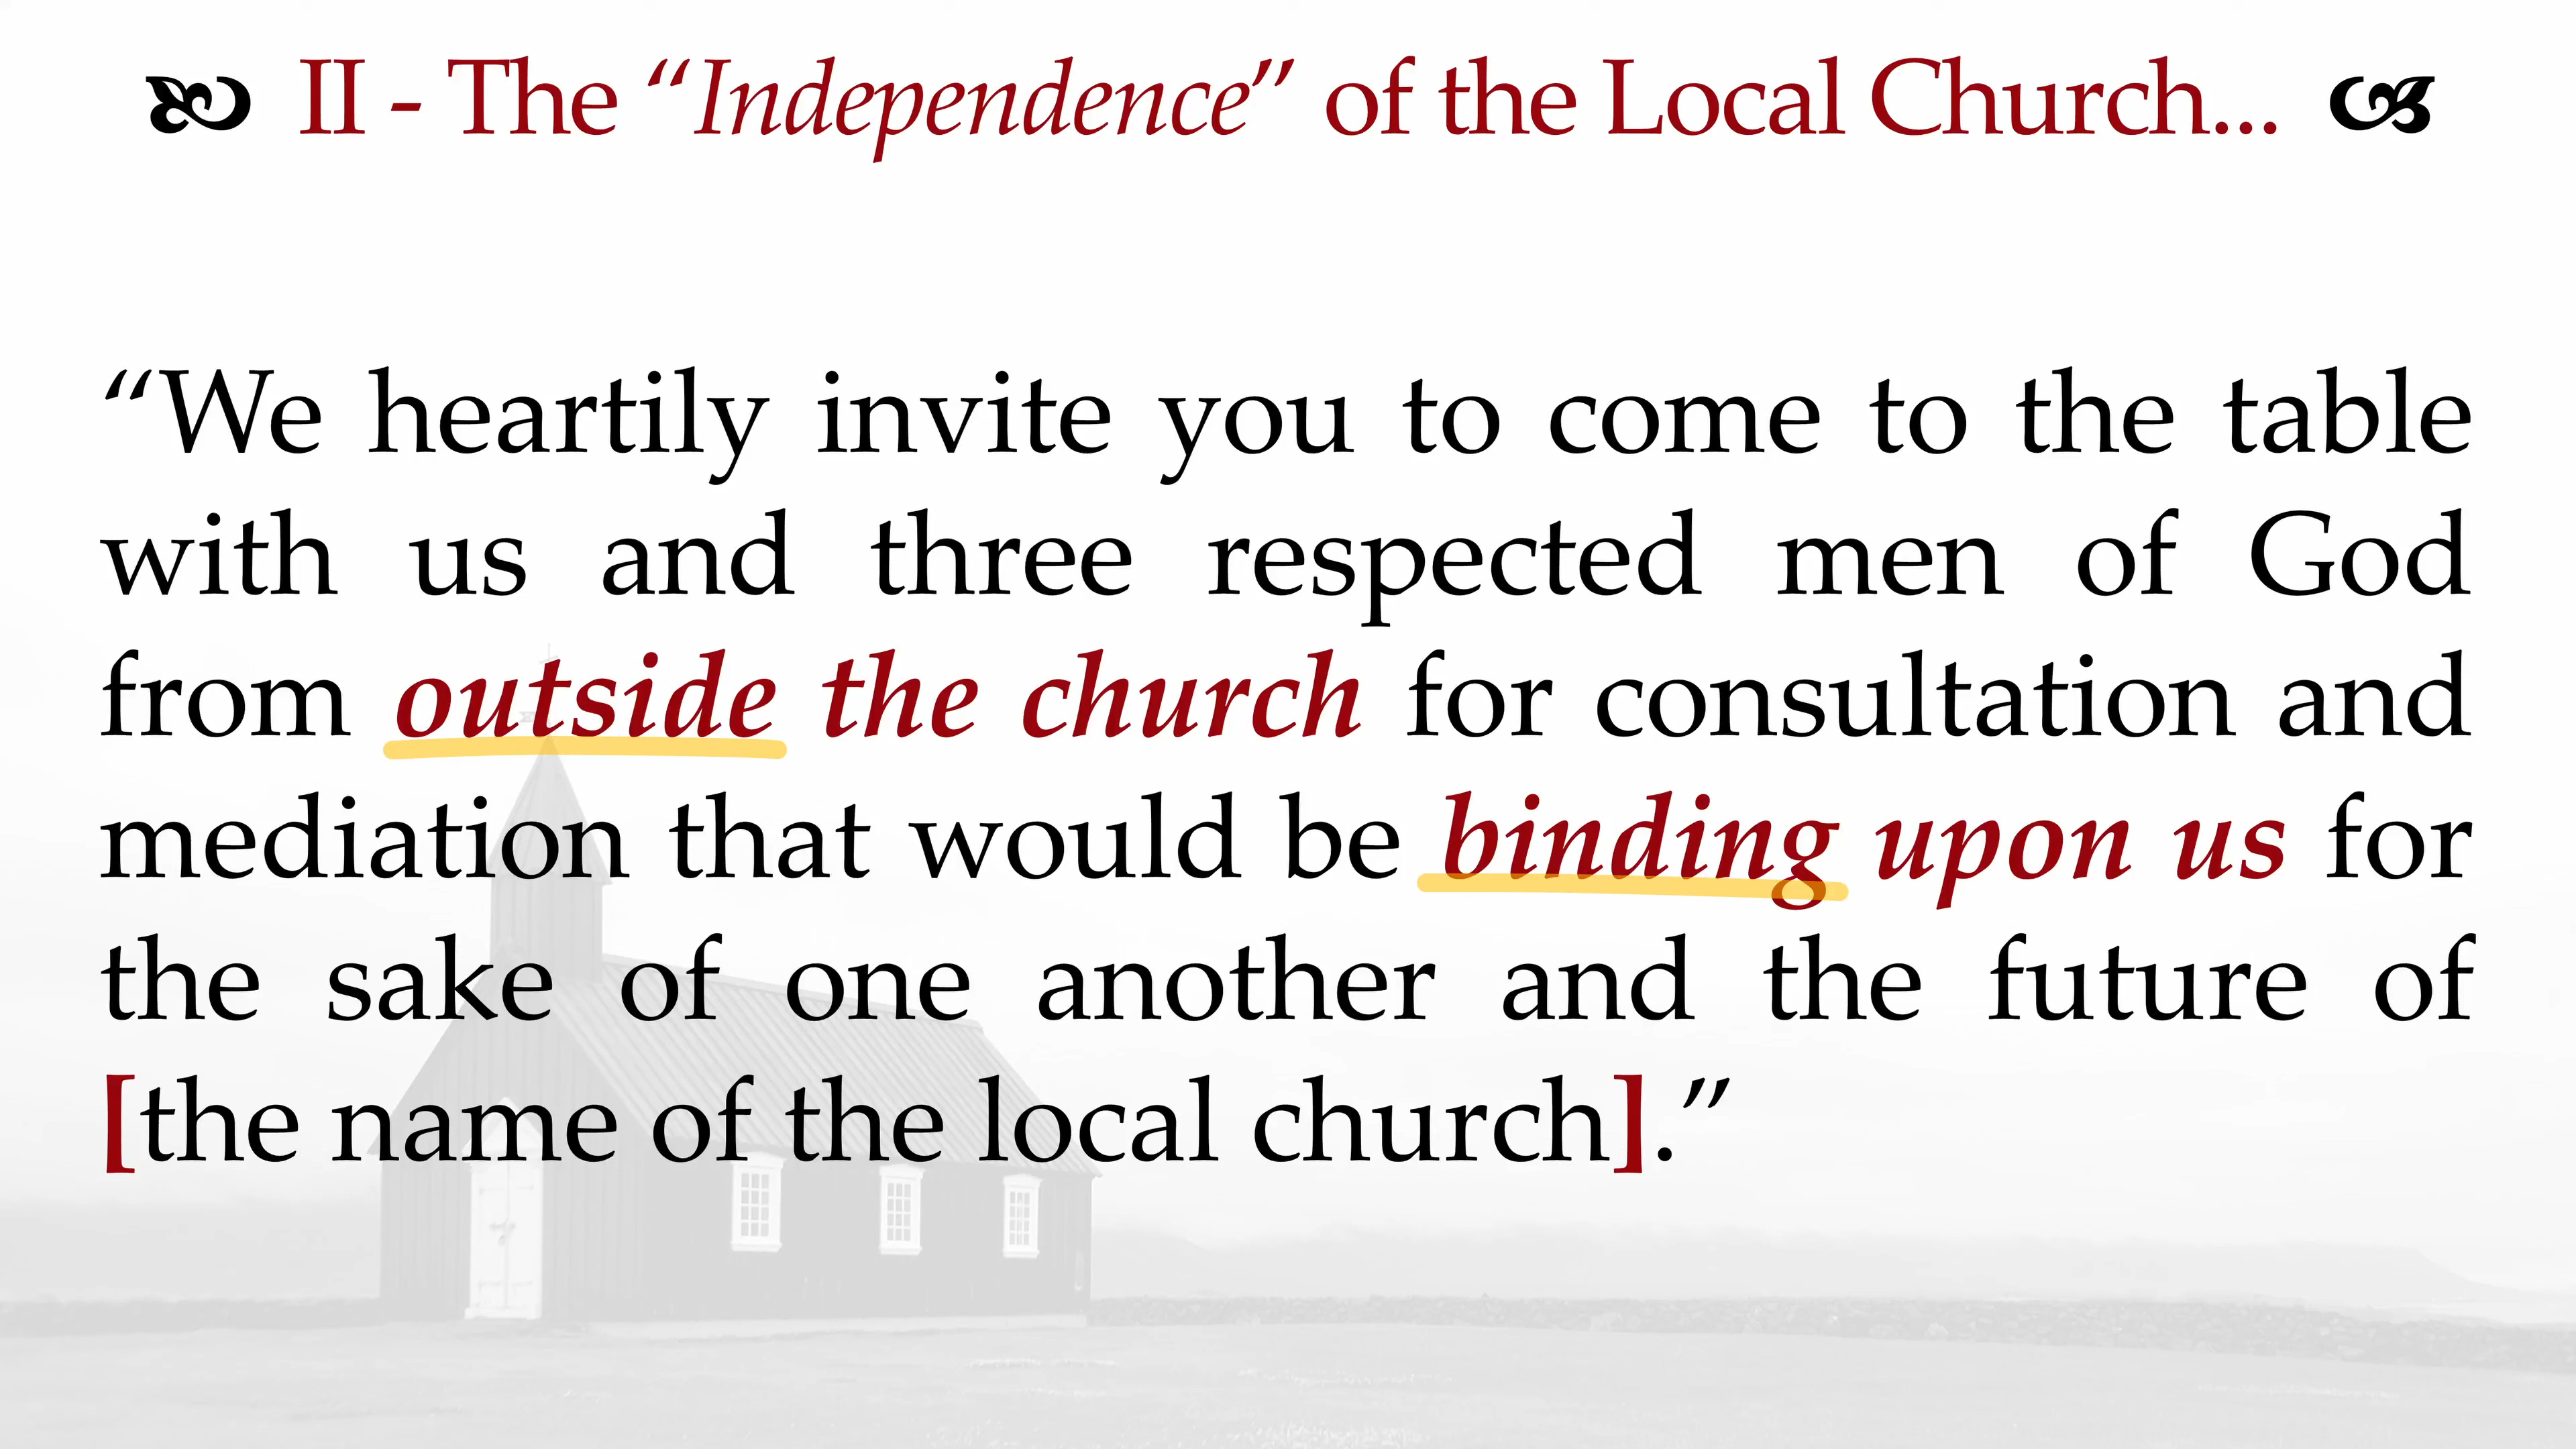 II - The “Independence” of the Local Church...
“We heartily invite you to come to the table
with us and three respected men of God
from outside the church for consultation and
mediation that would be binding upon us for
the sake of one another and the future of
[the name of the local church].”